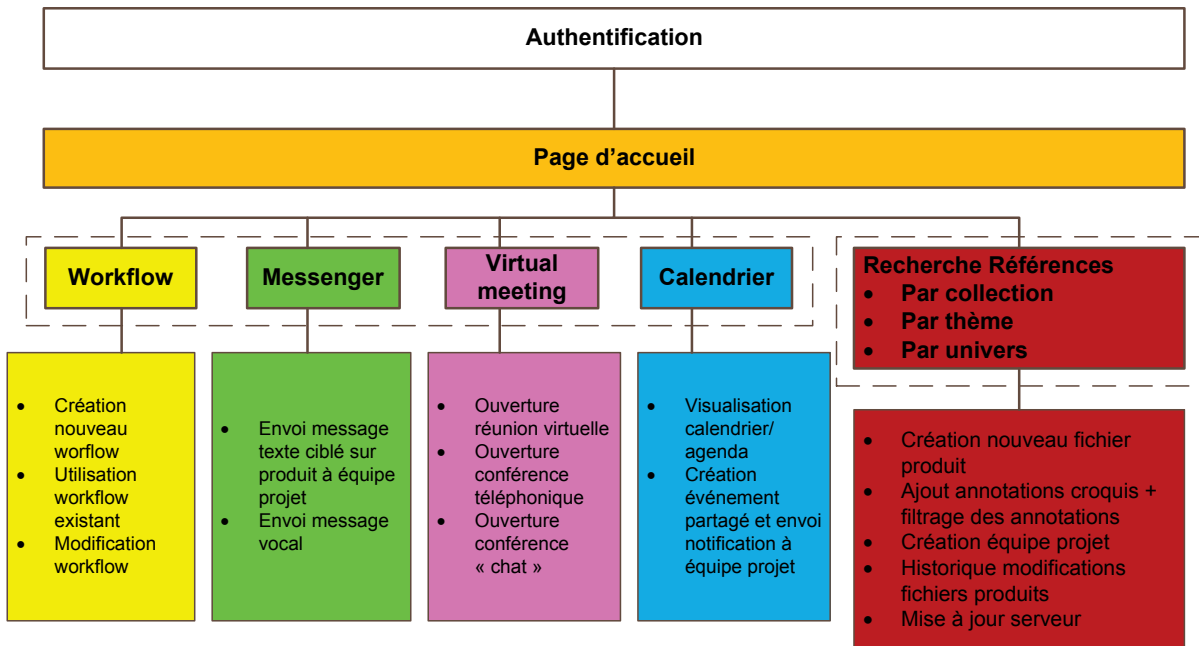 Authentification
Page d’accueil
Workflow
Messenger
Virtual
meeting
Calendrier
Recherche Références
• Par collection
• Par thème
• Par univers
• Création
nouveau
worflow
• Utilisation
workflow
existant
• Modification
workflow
• Envoi message
texte ciblé sur
produit à équipe
projet
• Envoi message
vocal
• Ouverture
réunion virtuelle
• Ouverture
conférence
téléphonique
• Ouverture
conférence
« chat »
• Visualisation
calendrier/
agenda
• Création
événement
partagé et envoi
notification à
équipe projet
• Création nouveau fichier
produit
• Ajout annotations croquis +
filtrage des annotations
• Création équipe projet
• Historique modifications
fichiers produits
• Mise à jour serveur